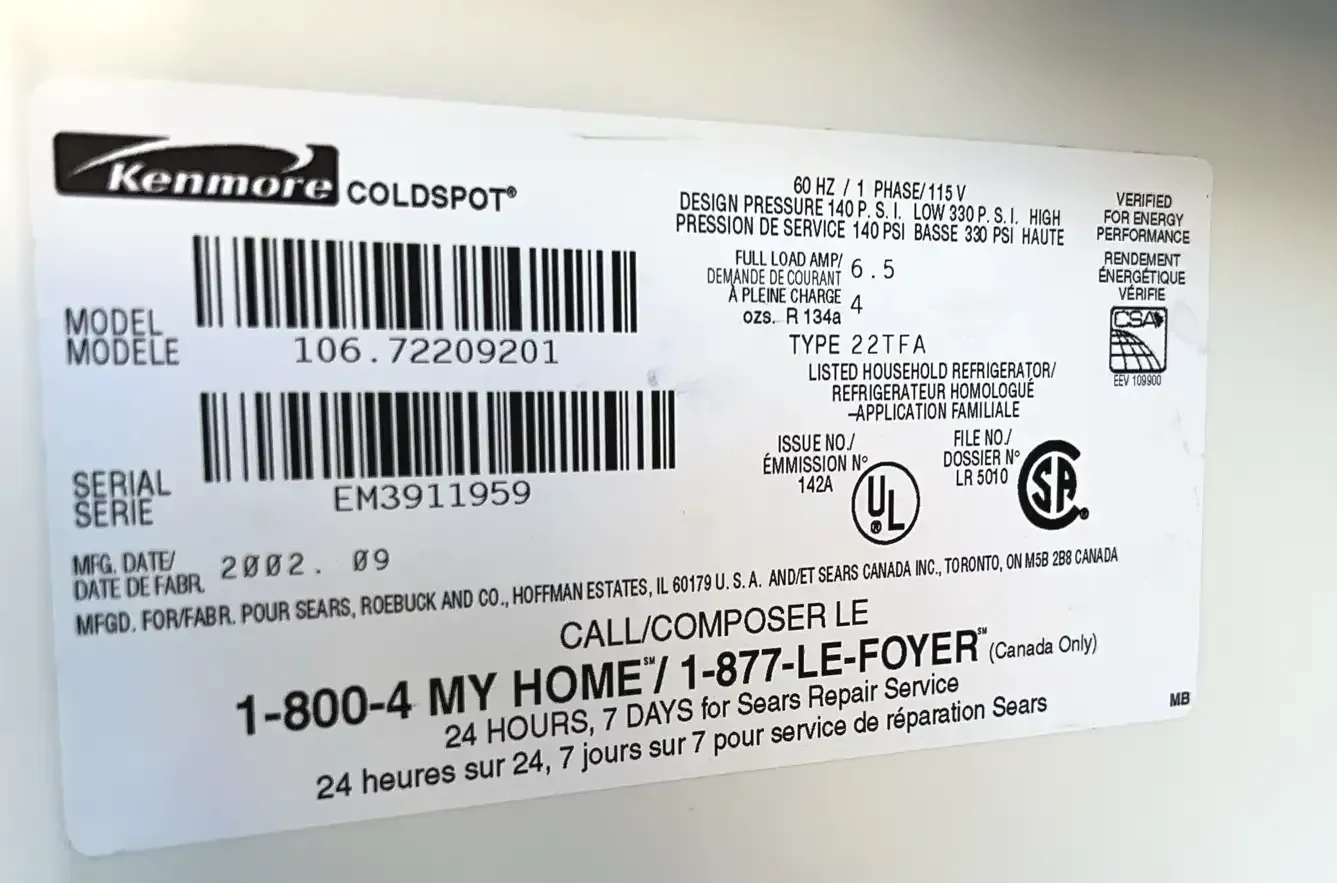 Kenmore COLDSPOT®
MODEL
MODÈLE
106.72209201
SERIAL
SERIE
EM3911959
MFG. DATE/
DATE DE FABR.
2002. 09
60 HZ / 1 PHASE/ 115 V
DESIGN PRESSURE 140 P. S. I. LOW 330 P. S. I. HIGH
PRESSION DE SERVICE 140 PSI BASSE 330 PSI HAUTE
FULL LOAD AMP/
DEMANDE DE COURANT
À PLEINE CHARGE
6.5
ozs. R 134a
4
TYPE 22TFA
LISTED HOUSEHOLD REFRIGERATOR/
REFRIGERATEUR HOMOLOGUÉ
-APPLICATION FAMILIALE
ISSUE NO./
ÉMMISSION N°
142A
UL®
FILE NO./
DOSSIER N°
LR 5010
SA®
VERIFIED
FOR ENERGY
PERFORMANCE
RENDEMENT
ÉNERGÉTIQUE
VÉRIFIE
CSA
EEV 109900
MFGD. FOR/FABR. POUR SEARS, ROEBUCK AND CO., HOFFMAN ESTATES, IL 60179 U. S. A. AND/ET SEARS CANADA INC., TORONTO, ON M5B 2B8 CANADA
CALL/COMPOSER LE
1-800-4 MY HOME℠/ 1-877-LE-FOYER℠ (Canada Only)
24 HOURS, 7 DAYS for Sears Repair Service
24 heures sur 24, 7 jours sur 7 pour service de réparation Sears
MB